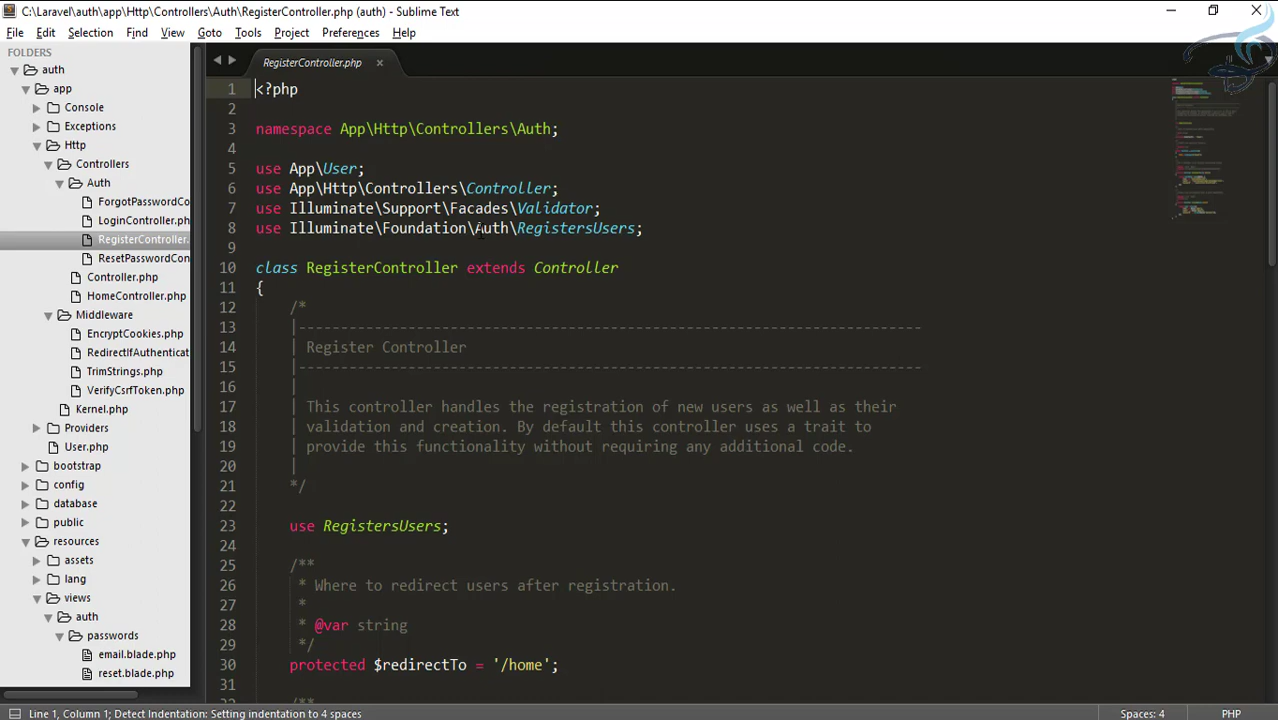 C:\Laravel\auth\app\Http\Controllers\Auth\RegisterController.php (auth) - Sublime Text
File Edit Selection Find View Goto Tools Project Preferences Help
FOLDERS
auth
app
Console
Exceptions
Http
Controllers
Auth
ForgotPasswordCo
LoginController.ph
RegisterController.
ResetPasswordCon
Controller.php
HomeController.php
Middleware
EncryptCookies.php
RedirectIfAuthenticat
TrimStrings.php
VerifyCsrfToken.php
Kernel.php
Providers
User.php
bootstrap
config
database
public
resources
assets
lang
views
auth
passwords
email.blade.php
reset.blade.php
RegisterController.php
1 <?php
2
3 namespace App\Http\Controllers\Auth;
4
5 use App\User;
6 use App\Http\Controllers\Controller;
7 use Illuminate\Support\Facades\Validator;
8 use Illuminate\Foundation\Auth\RegistersUsers;
9
10 class RegisterController extends Controller
11 {
12 /*
13 |--------------------------------------------------------------------------
14 | Register Controller
15 |--------------------------------------------------------------------------
16 |
17 | This controller handles the registration of new users as well as their
18 | validation and creation. By default this controller uses a trait to
19 | provide this functionality without requiring any additional code.
20 |
21 */
22
23 use RegistersUsers;
24
25 /**
26 * Where to redirect users after registration.
27 *
28 * @var string
29 */
30 protected $redirectTo = '/home';
31
32 /**
Line 1, Column 1; Detect Indentation: Setting indentation to 4 spaces
Spaces: 4
PHP